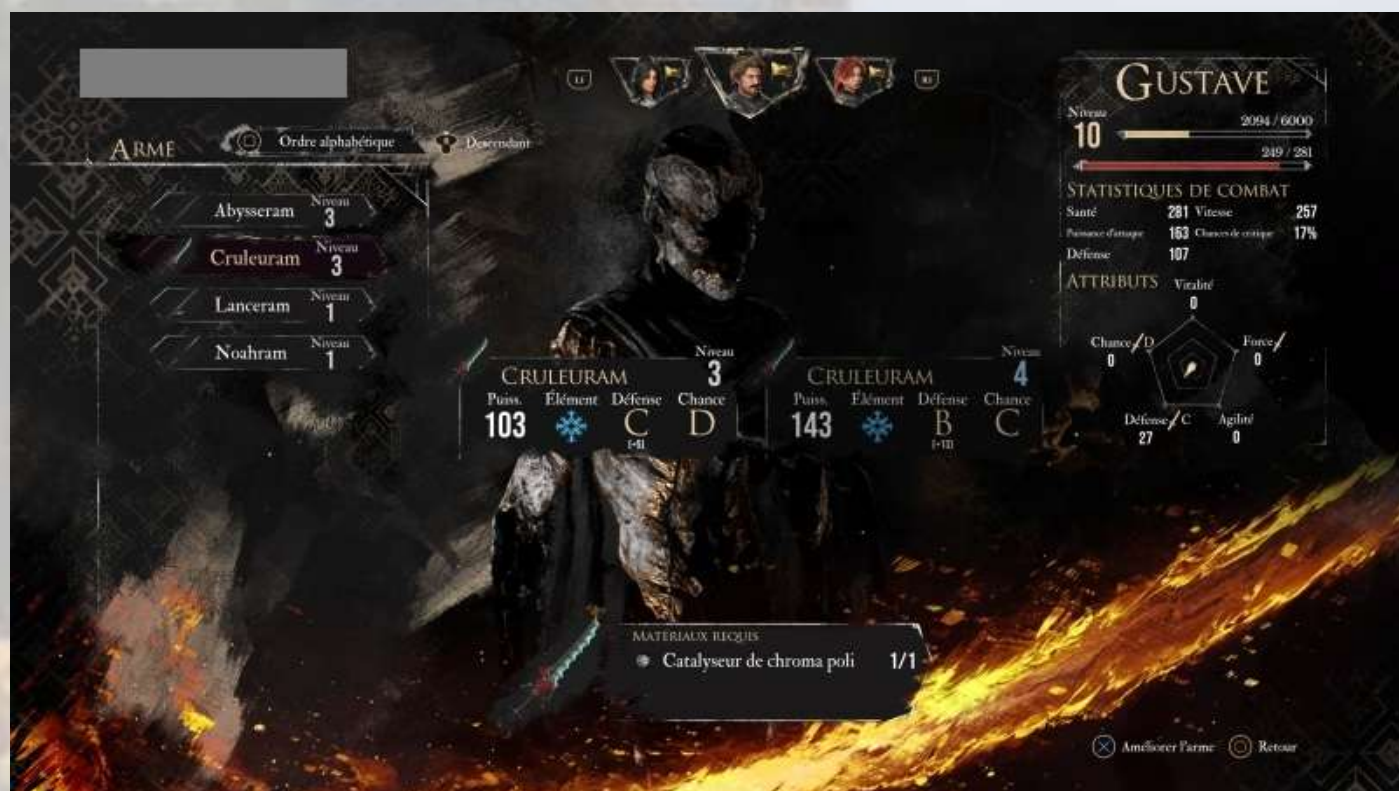 L1
R1
GUSTAVE
Niveau
10
2094 / 6000
249 / 281
STATISTIQUES DE COMBAT
Santé 281 Vitesse 257
Puissance d'attaque 163 Chances de critique 17%
Défense 107
ATTRIBUTS
Vitalité
0
Chance D
0
Force
0
Défense C
27
Agilité
0
ARME
Ordre alphabétique
Descendant
Abysseram Niveau 3
Cruleuram Niveau 3
Lanceram Niveau 1
Noahram Niveau 1
CRULEURAM Niveau 3
Puiss. Élément Défense Chance
103 C D
CRULEURAM Niveau 4
Puiss. Élément Défense Chance
143 B C
MATÉRIAUX REQUIS
Catalyseur de chroma poli 1/1
Améliorer l'arme
Retour